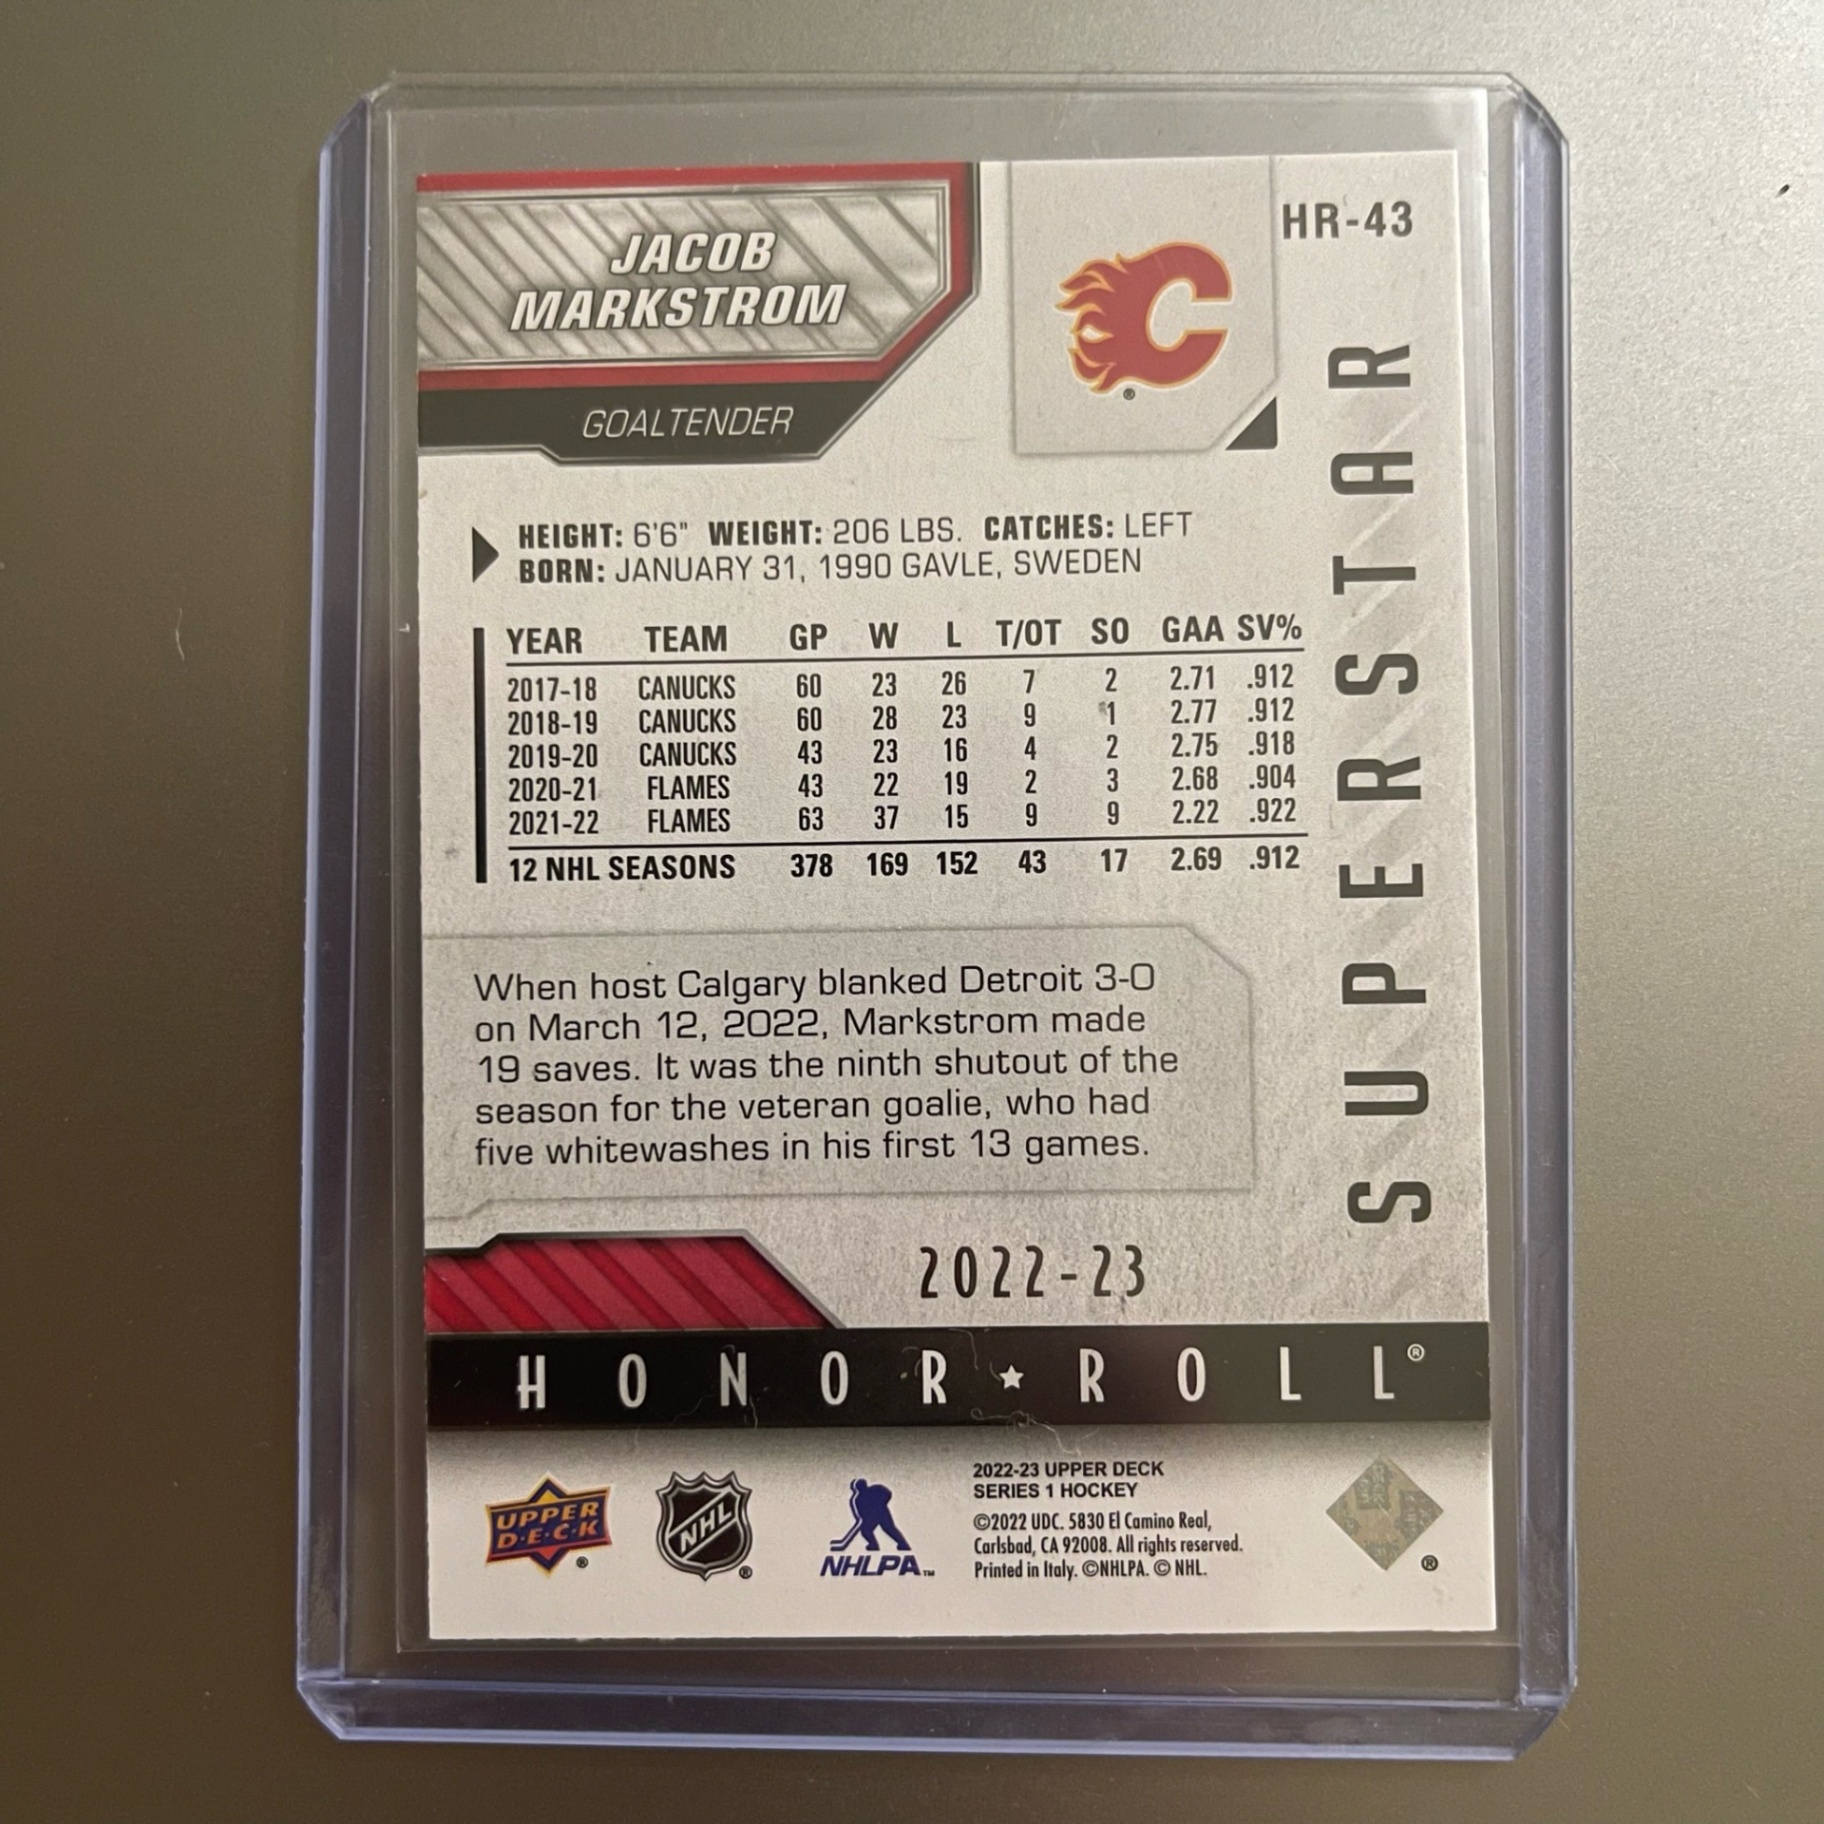 JACOB
MARKSTROM
GOALTENDER
HR-43
SUPERSTAR
HEIGHT: 6'6" WEIGHT: 206 LBS. CATCHES: LEFT
BORN: JANUARY 31, 1990 GAVLE, SWEDEN
YEAR TEAM GP W L T/OT SO GAA SV%
2017-18 CANUCKS 60 23 26 7 2 2.71 .912
2018-19 CANUCKS 60 28 23 9 1 2.77 .912
2019-20 CANUCKS 43 23 16 4 2 2.75 .918
2020-21 FLAMES 43 22 19 2 3 2.68 .904
2021-22 FLAMES 63 37 15 9 9 2.22 .922
12 NHL SEASONS 378 169 152 43 17 2.69 .912
When host Calgary blanked Detroit 3-0
on March 12, 2022, Markstrom made
19 saves. It was the ninth shutout of the
season for the veteran goalie, who had
five whitewashes in his first 13 games.
2022-23
HONOR★ROLL®
UPPER
D·E·C·K
®
NHL
®
NHLPA™
2022-23 UPPER DECK
SERIES 1 HOCKEY
©2022 UDC. 5830 El Camino Real,
Carlsbad, CA 92008. All rights reserved.
Printed in Italy. ©NHLPA. © NHL.
®